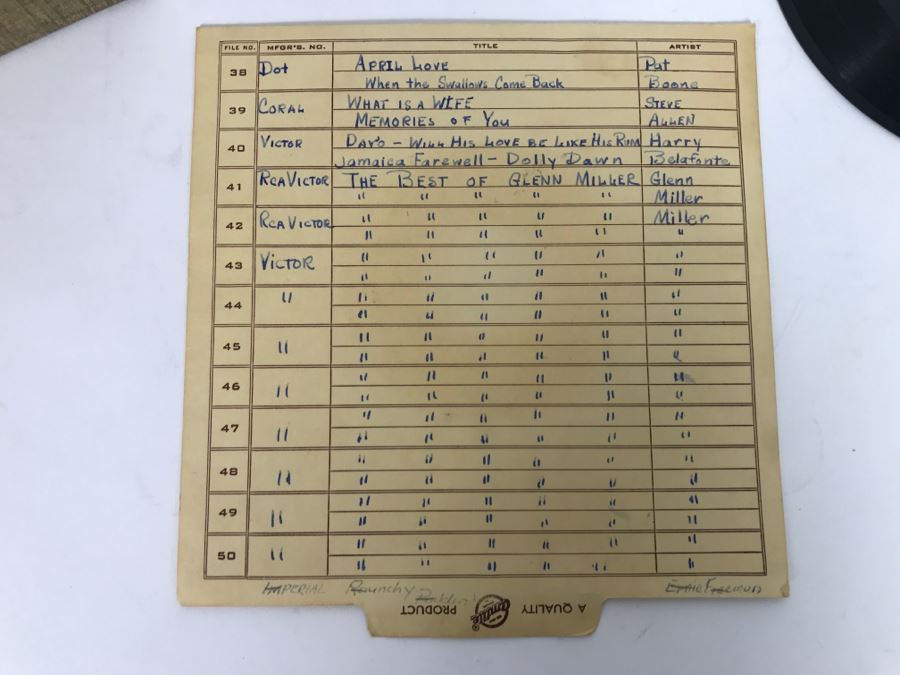 FILE NO. MFGR'S. NO. TITLE ARTIST
38 Dot APRIL LOVE Pat
When the Swallows Come Back Boone
39 CORAL WHAT IS A WIFE STEVE
MEMORIES OF You ALLEN
40 VICTOR DAY'O - WILL HIS LOVE BE LIKE HIS RUM Harry
Jamaica Farewell - Dolly Dawn Belafonte
41 RCA VICTOR THE BEST OF GLENN MILLER Glenn
" " " " " Miller
42 RCA VICTOR " " " " " Miller
" " " " " "
43 VICTOR " " " " " "
" " " " " "
44 " " " " " " "
" " " " " "
45 " " " " " " "
" " " " " "
46 " " " " " " "
" " " " " "
47 " " " " " " "
" " " " " "
48 " " " " " " "
" " " " " "
49 " " " " " " "
" " " " " "
50 " " " " " " "
" " " " " "
IMPERIAL Raunchy Ernie Freeman
A QUALITY PRODUCT